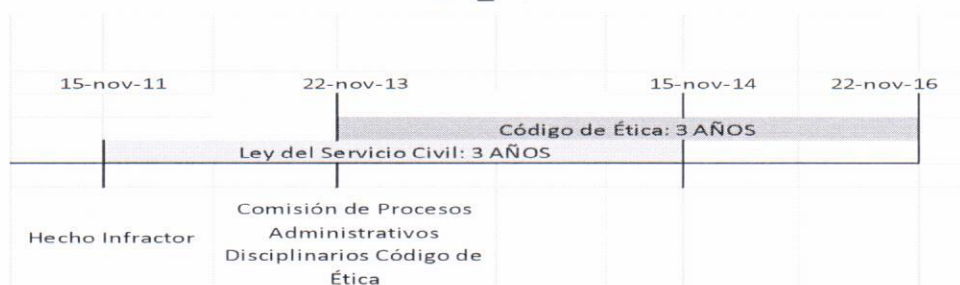 15-nov-11 22-nov-13 15-nov-14 22-nov-16
Código de Ética: 3 AÑOS
Ley del Servicio Civil: 3 AÑOS
Hecho Infractor
Comisión de Procesos
Administrativos
Disciplinarios Código de
Ética